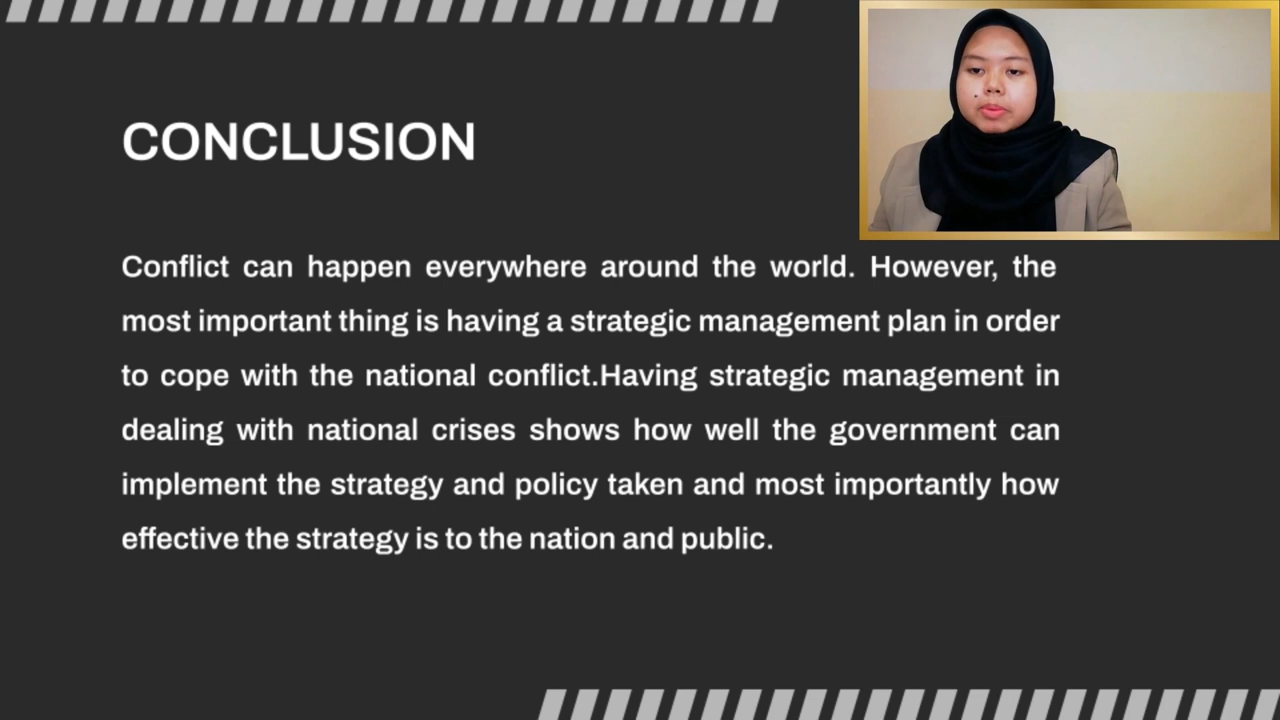 CONCLUSION
Conflict can happen everywhere around the world. However, the
most important thing is having a strategic management plan in order
to cope with the national conflict.Having strategic management in
dealing with national crises shows how well the government can
implement the strategy and policy taken and most importantly how
effective the strategy is to the nation and public.